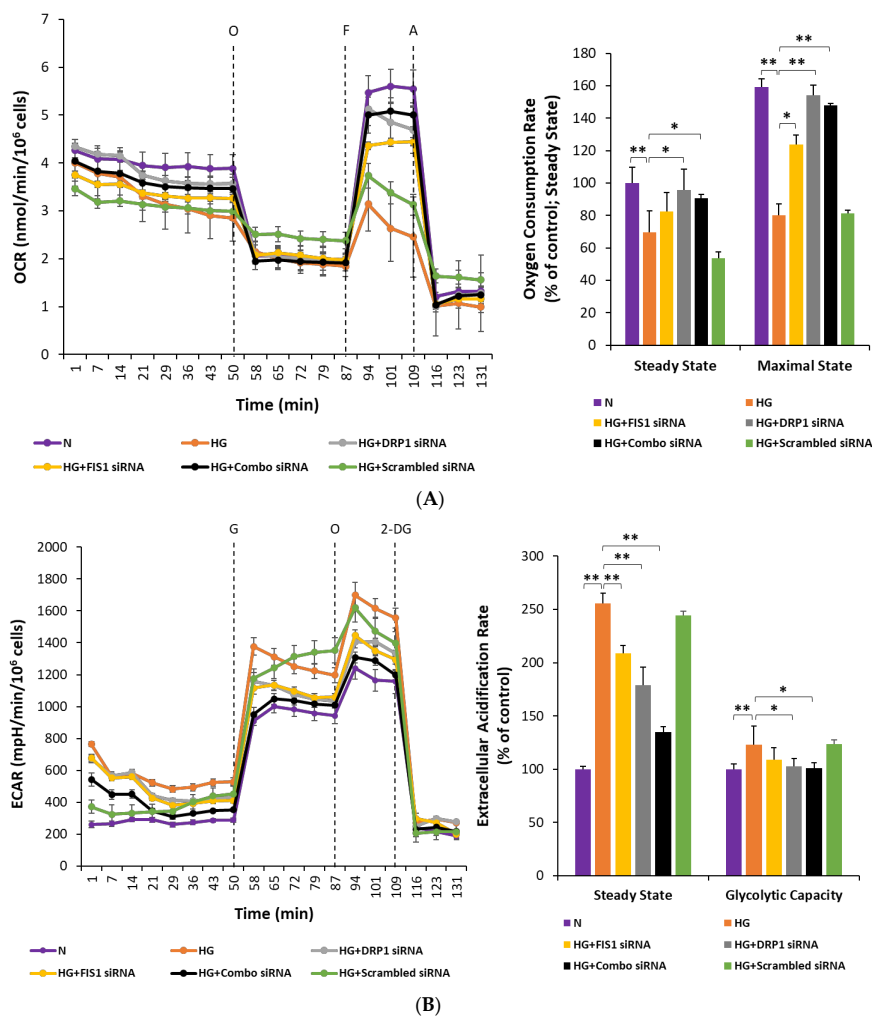 O F A
7
6
5
4
3
2
1
0
OCR (nmol/min/10⁶ cells)
1 7 14 21 29 36 43 50 58 65 72 79 87 94 101 109 116 123 131
Time (min)
N HG HG+DRP1 siRNA
HG+FIS1 siRNA HG+Combo siRNA HG+Scrambled siRNA
180
160
140
120
100
80
60
40
20
0
Oxygen Consumption Rate
(% of control; Steady State)
**
** **
* *
** *
Steady State Maximal State
N HG
HG+FIS1 siRNA HG+DRP1 siRNA
HG+Combo siRNA HG+Scrambled siRNA
(A)
G O 2-DG
2000
1800
1600
1400
1200
1000
800
600
400
200
0
ECAR (mpH/min/10⁶ cells)
1 7 14 21 29 36 43 50 58 65 72 79 87 94 101 109 116 123 131
Time (min)
N HG HG+DRP1 siRNA
HG+FIS1 siRNA HG+Combo siRNA HG+Scrambled siRNA
300
250
200
150
100
50
0
Extracellular Acidification Rate
(% of control)
**
**
** **
*
** *
Steady State Glycolytic Capacity
N HG
HG+FIS1 siRNA HG+DRP1 siRNA
HG+Combo siRNA HG+Scrambled siRNA
(B)